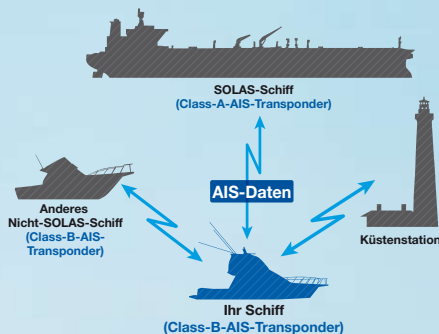 SOLAS-Schiff
(Class-A-AIS-Transponder)
AIS-Daten
Anderes
Nicht-SOLAS-Schiff
(Class-B-AIS-
Transponder)
Küstenstation
Ihr Schiff
(Class-B-AIS-Transponder)